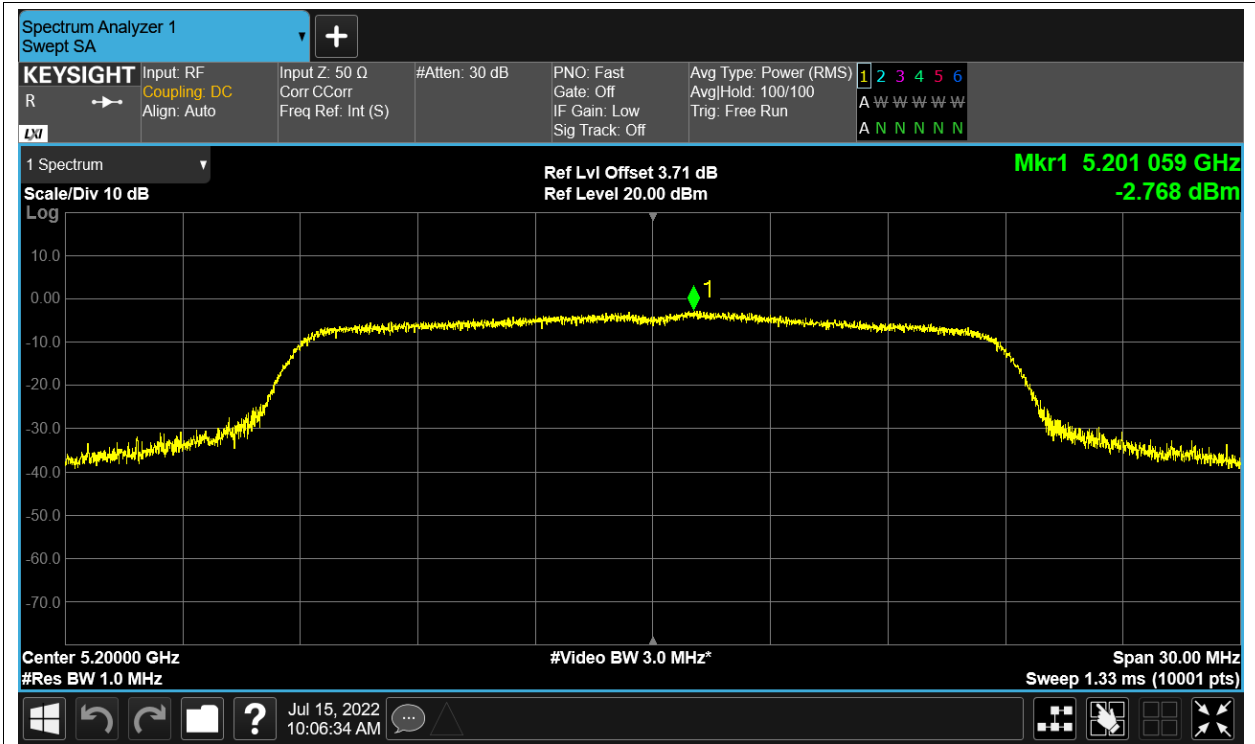 Spectrum Analyzer 1
Swept SA
KEYSIGHT
R
LXI
Input: RF
Coupling: DC
Align: Auto
Input Z: 50 Ω
Corr CCorr
Freq Ref: Int (S)
#Atten: 30 dB
PNO: Fast
Gate: Off
IF Gain: Low
Sig Track: Off
Avg Type: Power (RMS)
Avg|Hold: 100/100
Trig: Free Run
1 2 3 4 5 6
A W W W W W
A N N N N N
1 Spectrum
Scale/Div 10 dB
Log
Ref Lvl Offset 3.71 dB
Ref Level 20.00 dBm
Mkr1 5.201 059 GHz
-2.768 dBm
1
10.0
0.00
-10.0
-20.0
-30.0
-40.0
-50.0
-60.0
-70.0
Center 5.20000 GHz
#Res BW 1.0 MHz
#Video BW 3.0 MHz*
Span 30.00 MHz
Sweep 1.33 ms (10001 pts)
?
Jul 15, 2022
10:06:34 AM